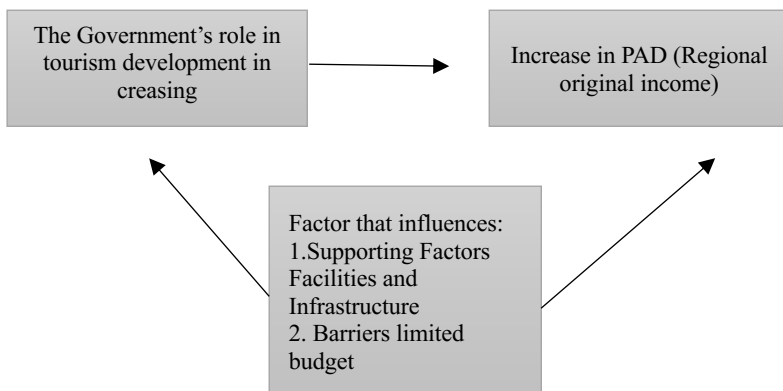 The Government’s role in
tourism development in
creasing
Increase in PAD (Regional
original income)
Factor that influences:
1.Supporting Factors
Facilities and
Infrastructure
2. Barriers limited
budget